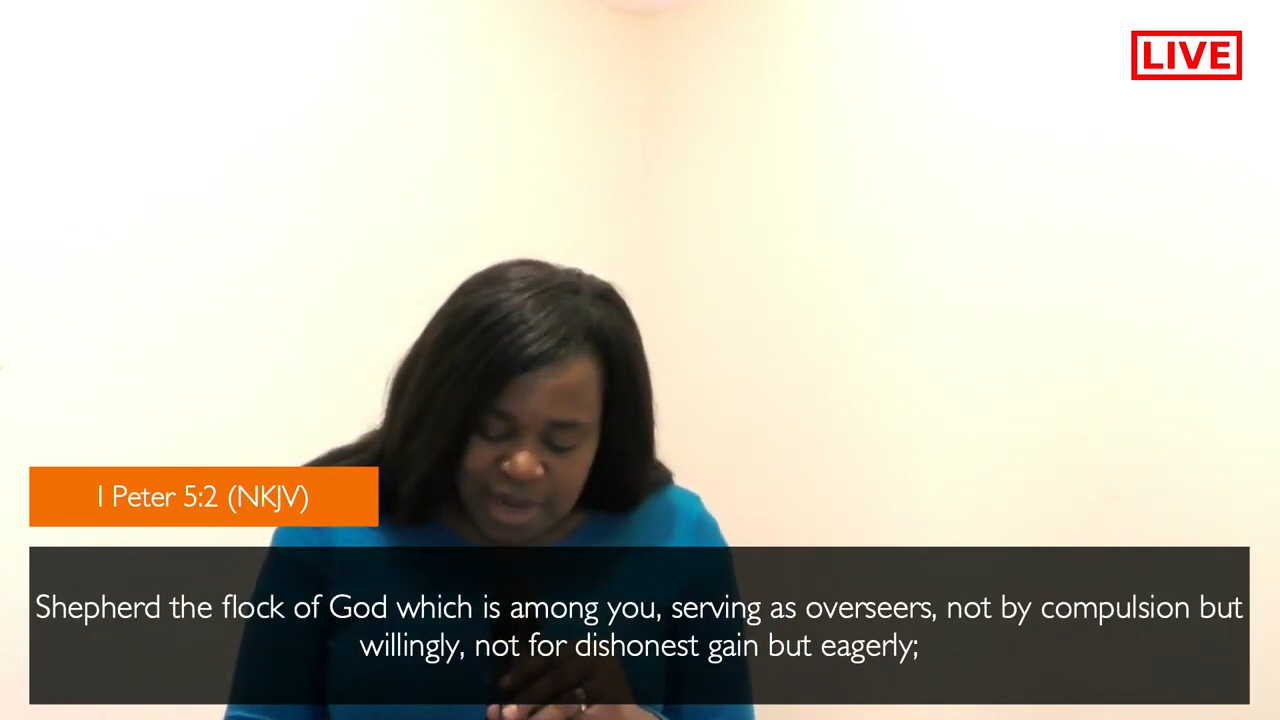 LIVE
1 Peter 5:2 (NKJV)
Shepherd the flock of God which is among you, serving as overseers, not by compulsion but
willingly, not for dishonest gain but eagerly;